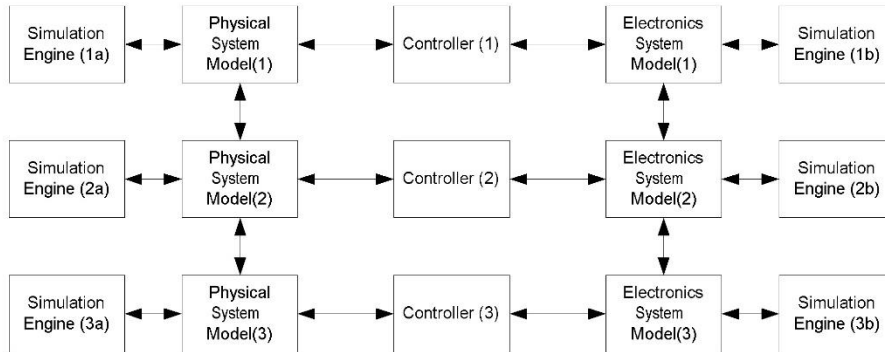 Simulation
Engine (1a)
Physical
System
Model(1)
Controller (1)
Electronics
System
Model(1)
Simulation
Engine (1b)
Simulation
Engine (2a)
Physical
System
Model(2)
Controller (2)
Electronics
System
Model(2)
Simulation
Engine (2b)
Simulation
Engine (3a)
Physical
System
Model(3)
Controller (3)
Electronics
System
Model(3)
Simulation
Engine (3b)